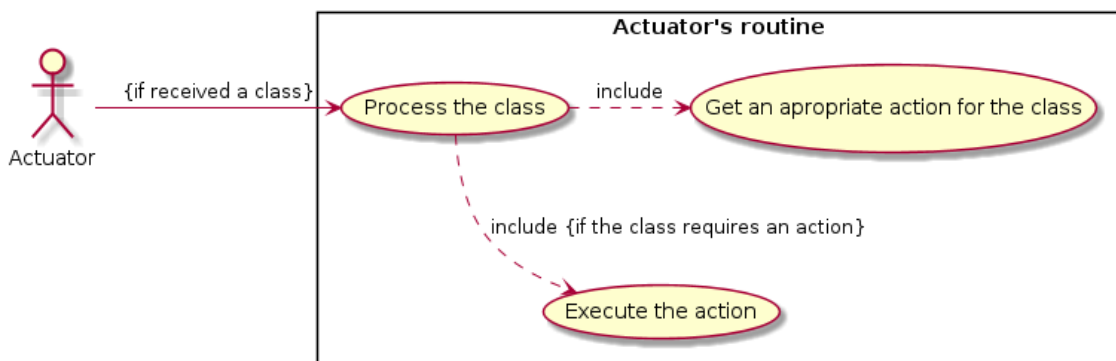 Actuator's routine
{if received a class}
Process the class
include
Get an apropriate action for the class
Actuator
include {if the class requires an action}
Execute the action